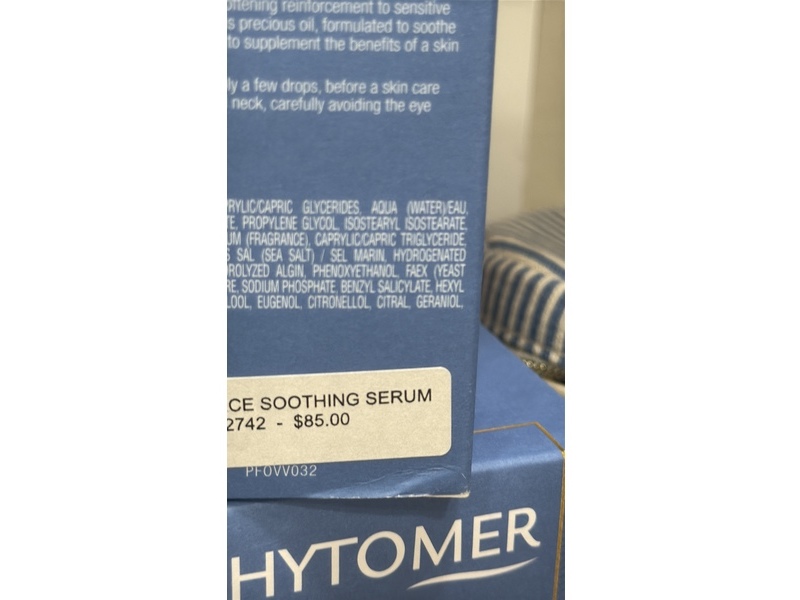 oftening reinforcement to sensitive
s precious oil, formulated to soothe
to supplement the benefits of a skin
ly a few drops, before a skin care
neck, carefully avoiding the eye
PRYLIC/CAPRIC GLYCERIDES, AQUA (WATER)/EAU,
TE, PROPYLENE GLYCOL, ISOSTEARYL ISOSTEARATE,
UM (FRAGRANCE), CAPRYLIC/CAPRIC TRIGLYCERIDE,
S SAL (SEA SALT) / SEL MARIN, HYDROGENATED
ROLYZED ALGIN, PHENOXYETHANOL, FAEX (YEAST
RE, SODIUM PHOSPHATE, BENZYL SALICYLATE, HEXYL
LOOL, EUGENOL, CITRONELLOL, CITRAL, GERANIOL,
CE SOOTHING SERUM
2742 - $85.00
PFOVV032
HYTOMER